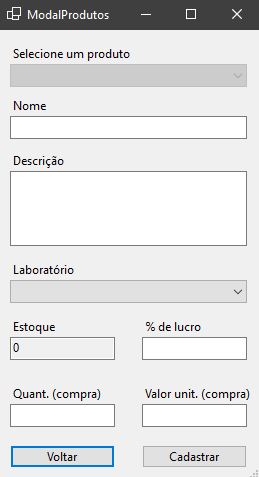 ModalProdutos
Selecione um produto
Nome
Descrição
Laboratório
Estoque % de lucro
0
Quant. (compra) Valor unit. (compra)
Voltar Cadastrar